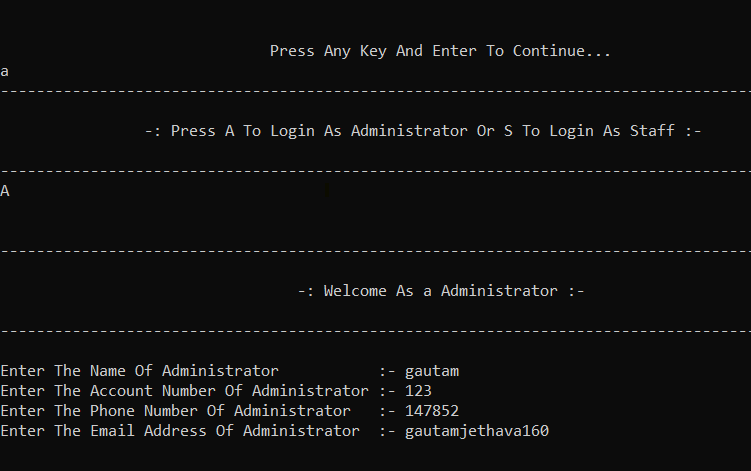 Press Any Key And Enter To Continue...
a
--------------------------------------------------------------------------------
-: Press A To Login As Administrator Or S To Login As Staff :-
--------------------------------------------------------------------------------
A
--------------------------------------------------------------------------------
-: Welcome As a Administrator :-
--------------------------------------------------------------------------------
Enter The Name Of Administrator           :- gautam
Enter The Account Number Of Administrator :- 123
Enter The Phone Number Of Administrator   :- 147852
Enter The Email Address Of Administrator  :- gautamjethava160